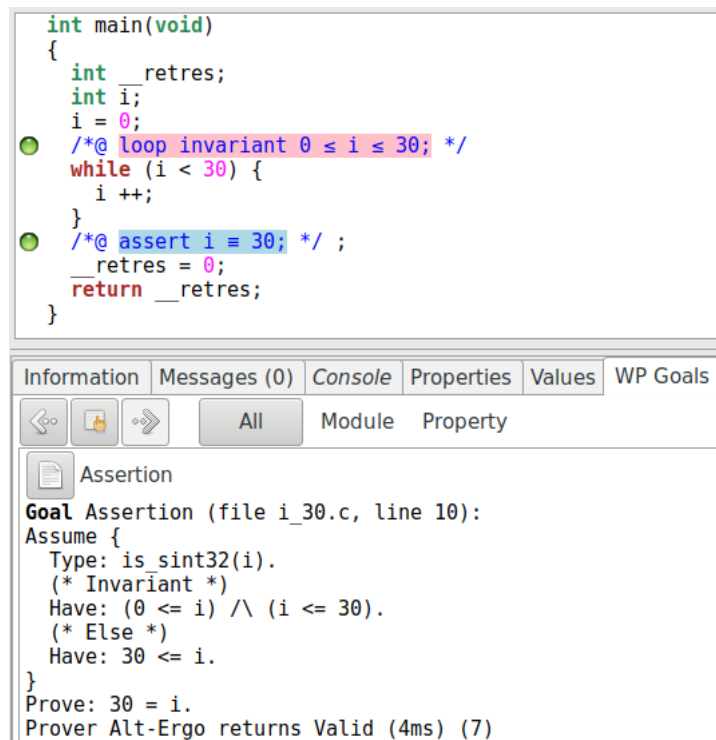 int main(void)
{
  int __retres;
  int i;
  i = 0;
  /*@ loop invariant 0 ≤ i ≤ 30; */
  while (i < 30) {
    i ++;
  }
  /*@ assert i ≡ 30; */ ;
  __retres = 0;
  return __retres;
}
Information Messages (0) Console Properties Values WP Goals
All Module Property
Assertion
Goal Assertion (file i_30.c, line 10):
Assume {
  Type: is_sint32(i).
  (* Invariant *)
  Have: (0 <= i) /\ (i <= 30).
  (* Else *)
  Have: 30 <= i.
}
Prove: 30 = i.
Prover Alt-Ergo returns Valid (4ms) (7)